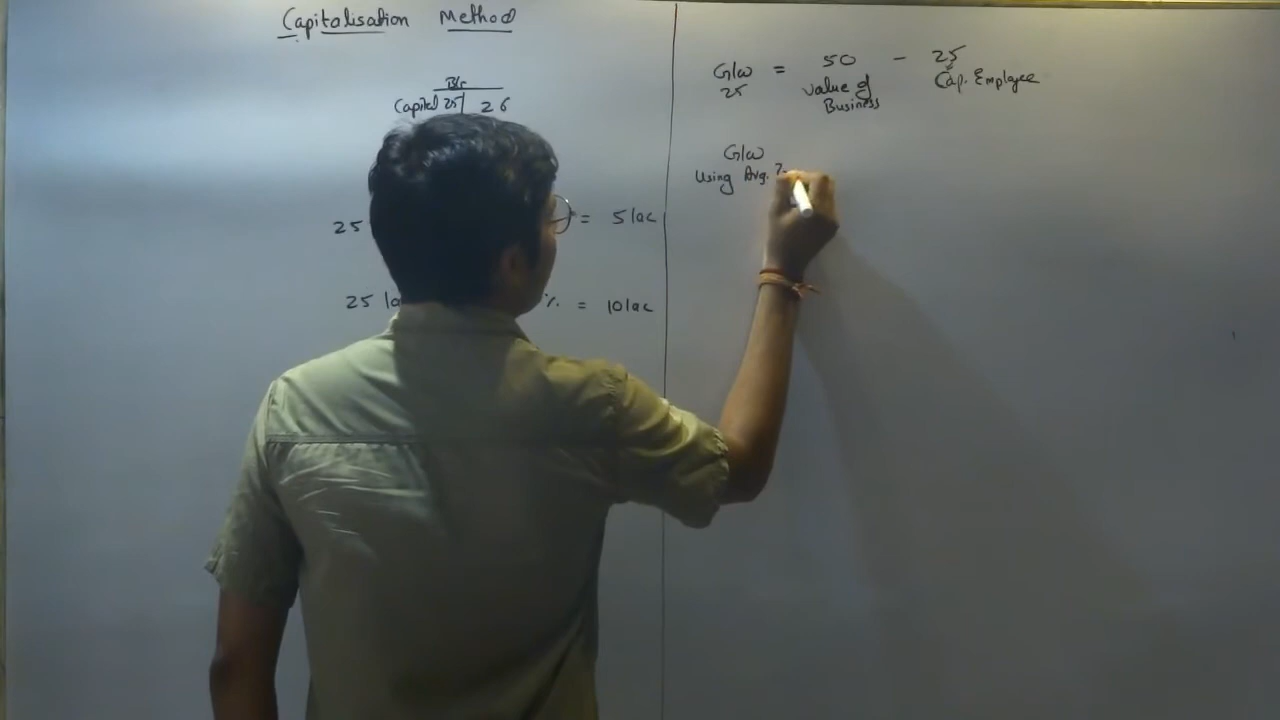 Capitalisation Method
B/S
Capital 25 26
25 = 5 lac
25 la % = 10 lac
G/w = 50 - 25
25 value of Cap. Employee
Business
G/w
Using Avg.